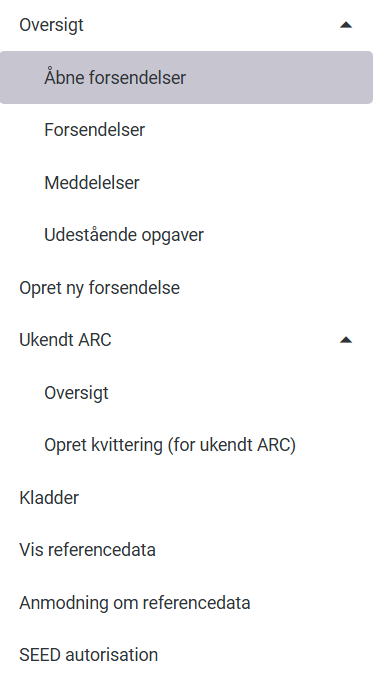 Oversigt
Åbne forsendelser
Forsendelser
Meddelelser
Udestående opgaver
Opret ny forsendelse
Ukendt ARC
Oversigt
Opret kvittering (for ukendt ARC)
Kladder
Vis referencedata
Anmodning om referencedata
SEED autorisation